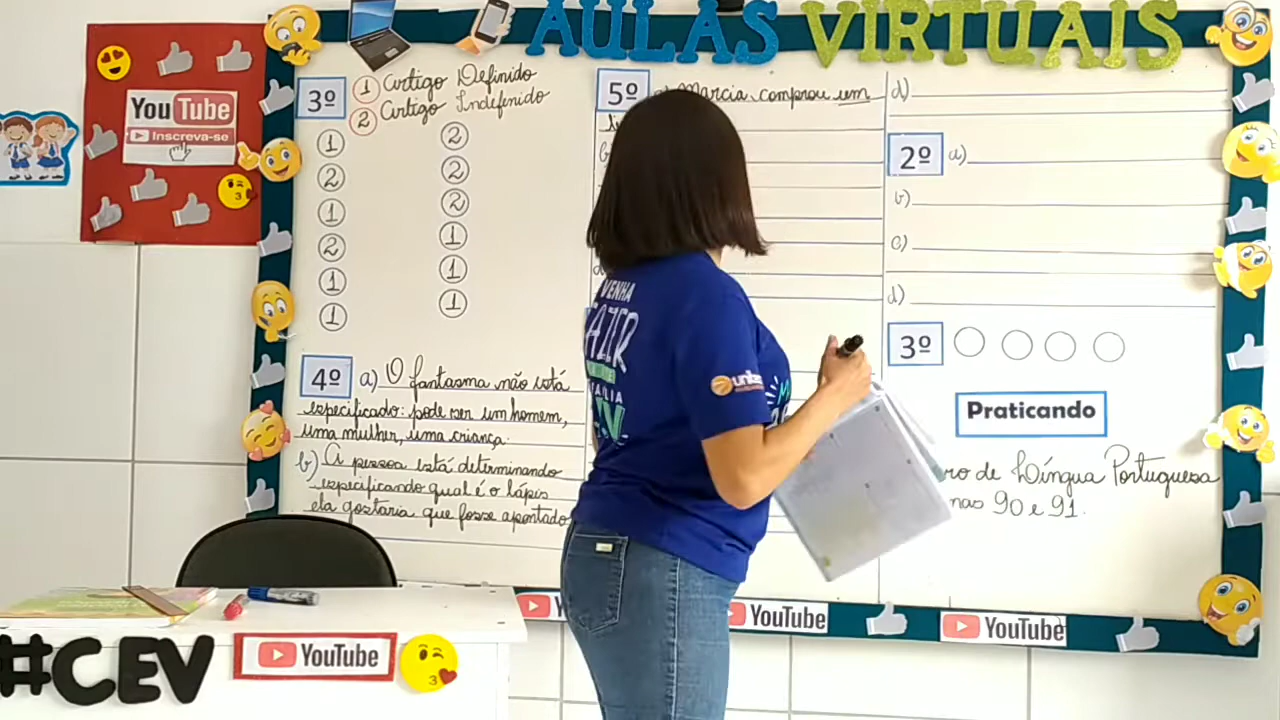 AULAS VIRTUAIS
YouTube
Inscreva-se
3º 1 Artigo Definido
2 Artigo Indefinido
1 2
2 2
1 2
2 1
1 1
1 1
4º a) O fantasma não está
especificado: pode ser um homem,
uma mulher, uma criança.
b) A pessoa está determinando
especificando qual é o lápis
ela gostaria que fosse apontado
5º Marcia comprou um
d)
2º a)
b)
c)
d)
3º
Praticando
de Língua Portuguesa
90 e 91.
VENHA
#CEV
YouTube
YouTube
YouTube